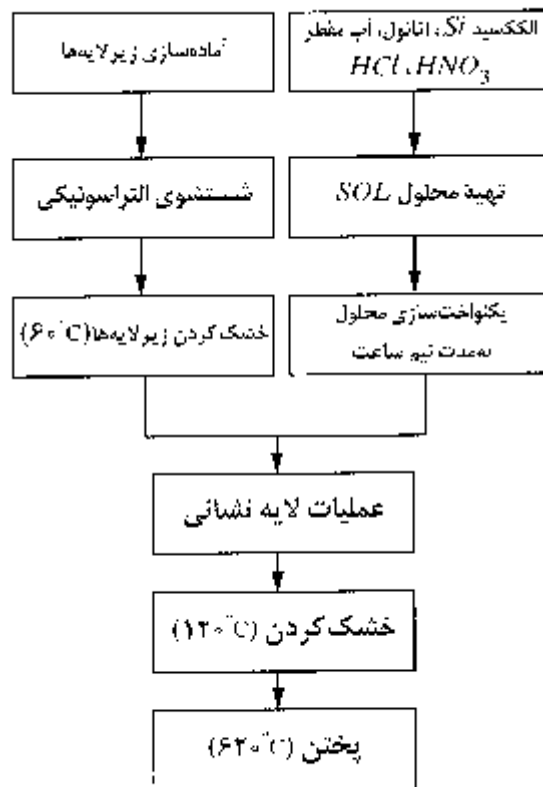 الککسید Si، اتانول، آب مقطر
HCl، HNO3
تهیه محلول SOL
یکنواخت‌سازی محلول
به‌مدت نیم ساعت
آماده‌سازی زیرلایه‌ها
شستشوی التراسونیکی
خشک کردن زیرلایه‌ها (۶۰°C)
عملیات لایه نشانی
خشک کردن (۱۲۰°C)
پختن (۶۲۰°C)